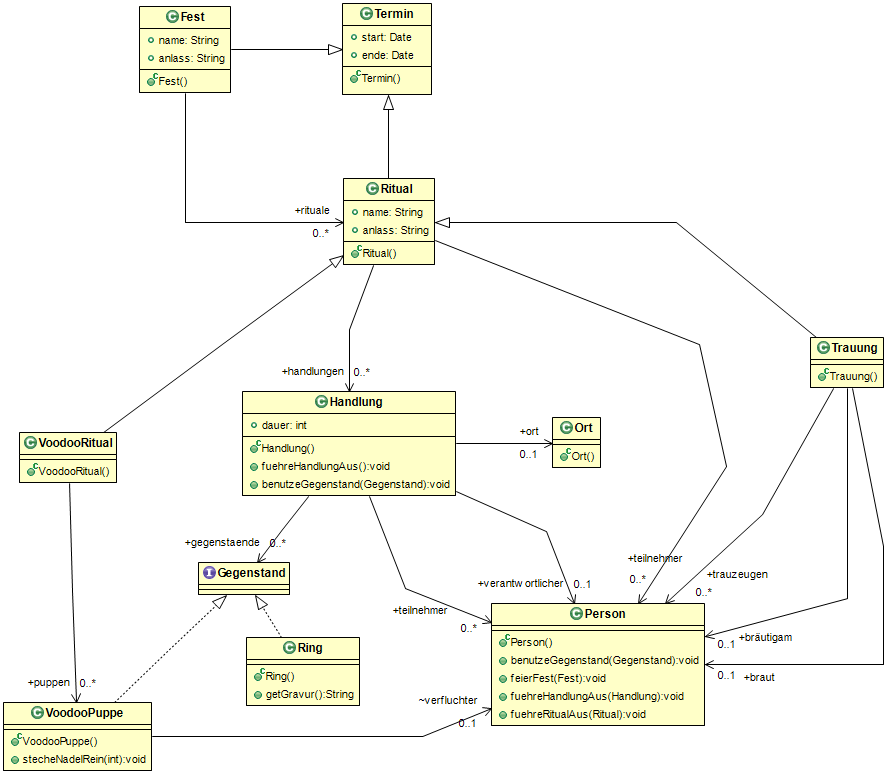 Fest
name: String
anlass: String
Fest()
Termin
start: Date
ende: Date
Termin()
+rituale
0..*
Ritual
name: String
anlass: String
Ritual()
Trauung
Trauung()
+handlungen 0..*
Handlung
dauer: int
Handlung()
fuehreHandlungAus():void
benutzeGegenstand(Gegenstand):void
+ort
0..1
Ort
Ort()
VoodooRitual
VoodooRitual()
+gegenstaende 0..*
Gegenstand
+teilnehmer
0..*
+verantwortlicher 0..1
+teilnehmer
0..*
+trauzeugen
0..*
Ring
Ring()
getGravur():String
Person
Person()
benutzeGegenstand(Gegenstand):void
feierFest(Fest):void
fuehreHandlungAus(Handlung):void
fuehreRitualAus(Ritual):void
0..1 +bräutigam
0..1 +braut
+puppen 0..*
VoodooPuppe
VoodooPuppe()
stecheNadelRein(int):void
~verfluchter
0..1